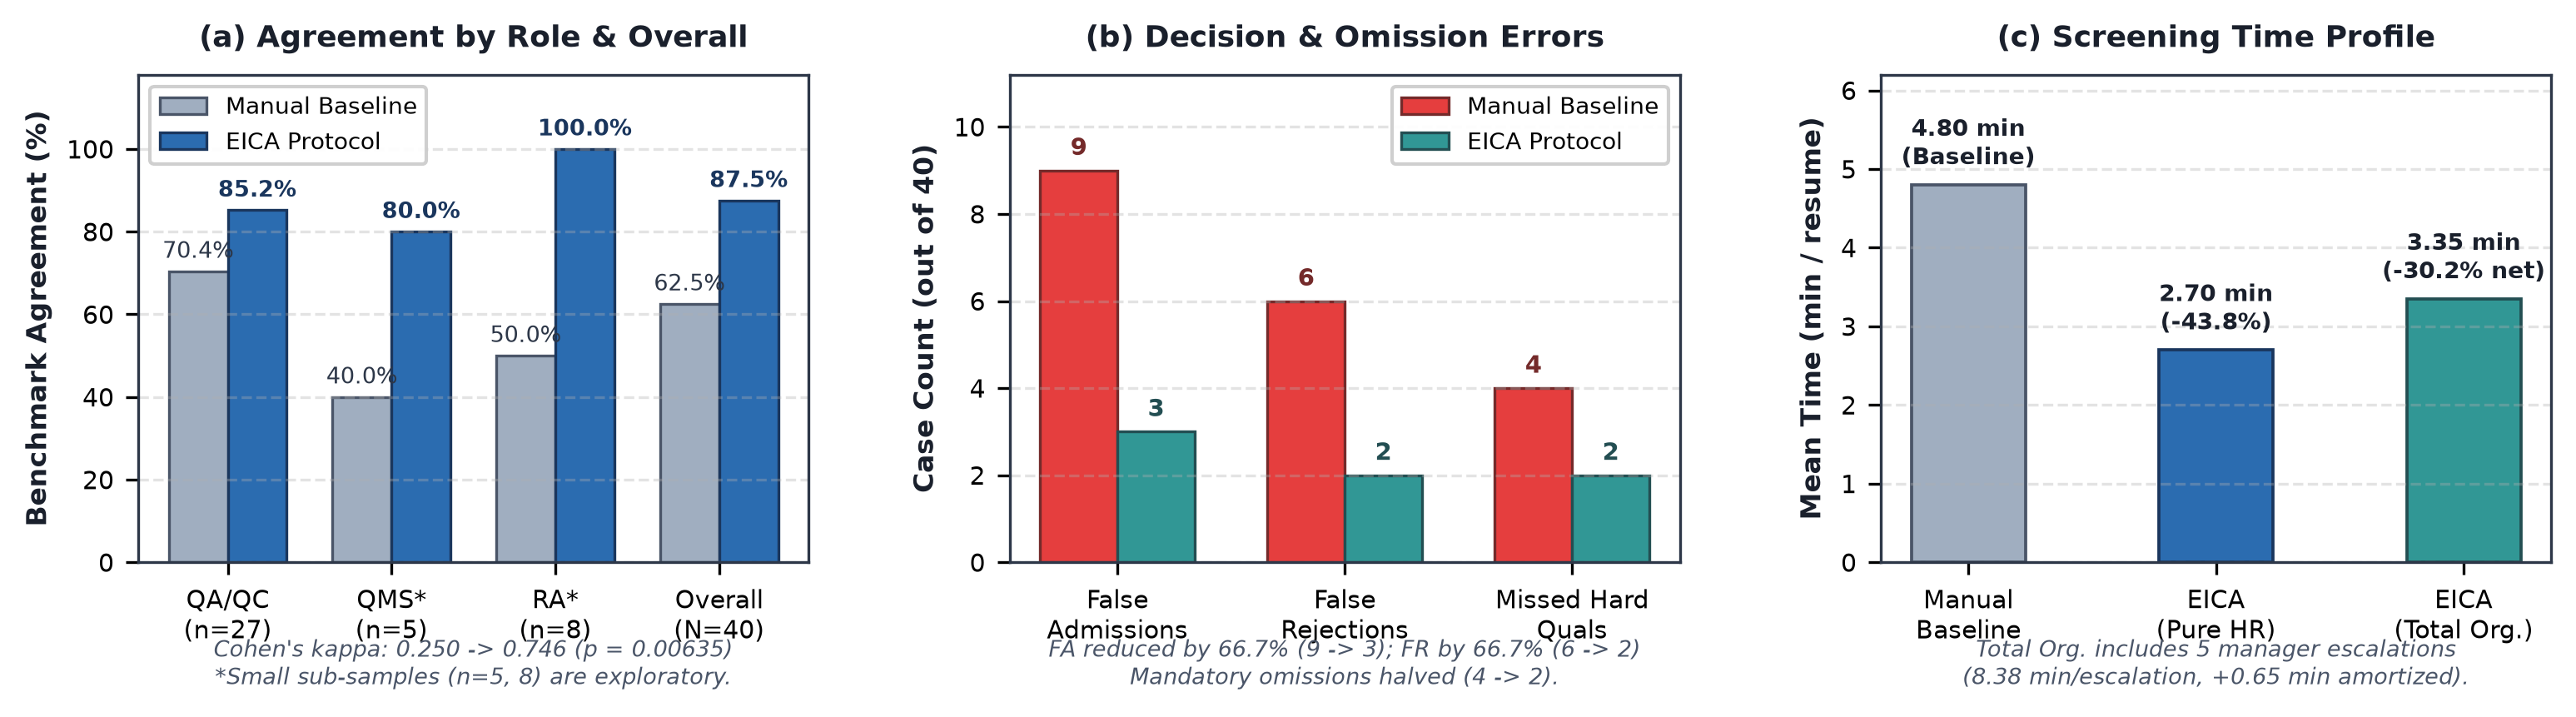 (a) Agreement by Role & Overall
Benchmark Agreement (%)
100
80
60
40
20
0
Manual Baseline
EICA Protocol
70.4%
85.2%
40.0%
80.0%
50.0%
100.0%
62.5%
87.5%
QA/QC
(n=27)
QMS*
(n=5)
RA*
(n=8)
Overall
(N=40)
Cohen's kappa: 0.250 -> 0.746 (p = 0.00635)
*Small sub-samples (n=5, 8) are exploratory.
(b) Decision & Omission Errors
Case Count (out of 40)
10
8
6
4
2
0
Manual Baseline
EICA Protocol
9
3
6
2
4
2
False
Admissions
False
Rejections
Missed Hard
Quals
FA reduced by 66.7% (9 -> 3); FR by 66.7% (6 -> 2)
Mandatory omissions halved (4 -> 2).
(c) Screening Time Profile
Mean Time (min / resume)
6
5
4
3
2
1
0
4.80 min
(Baseline)
2.70 min
(-43.8%)
3.35 min
(-30.2% net)
Manual
Baseline
EICA
(Pure HR)
EICA
(Total Org.)
Total Org. includes 5 manager escalations
(8.38 min/escalation, +0.65 min amortized).